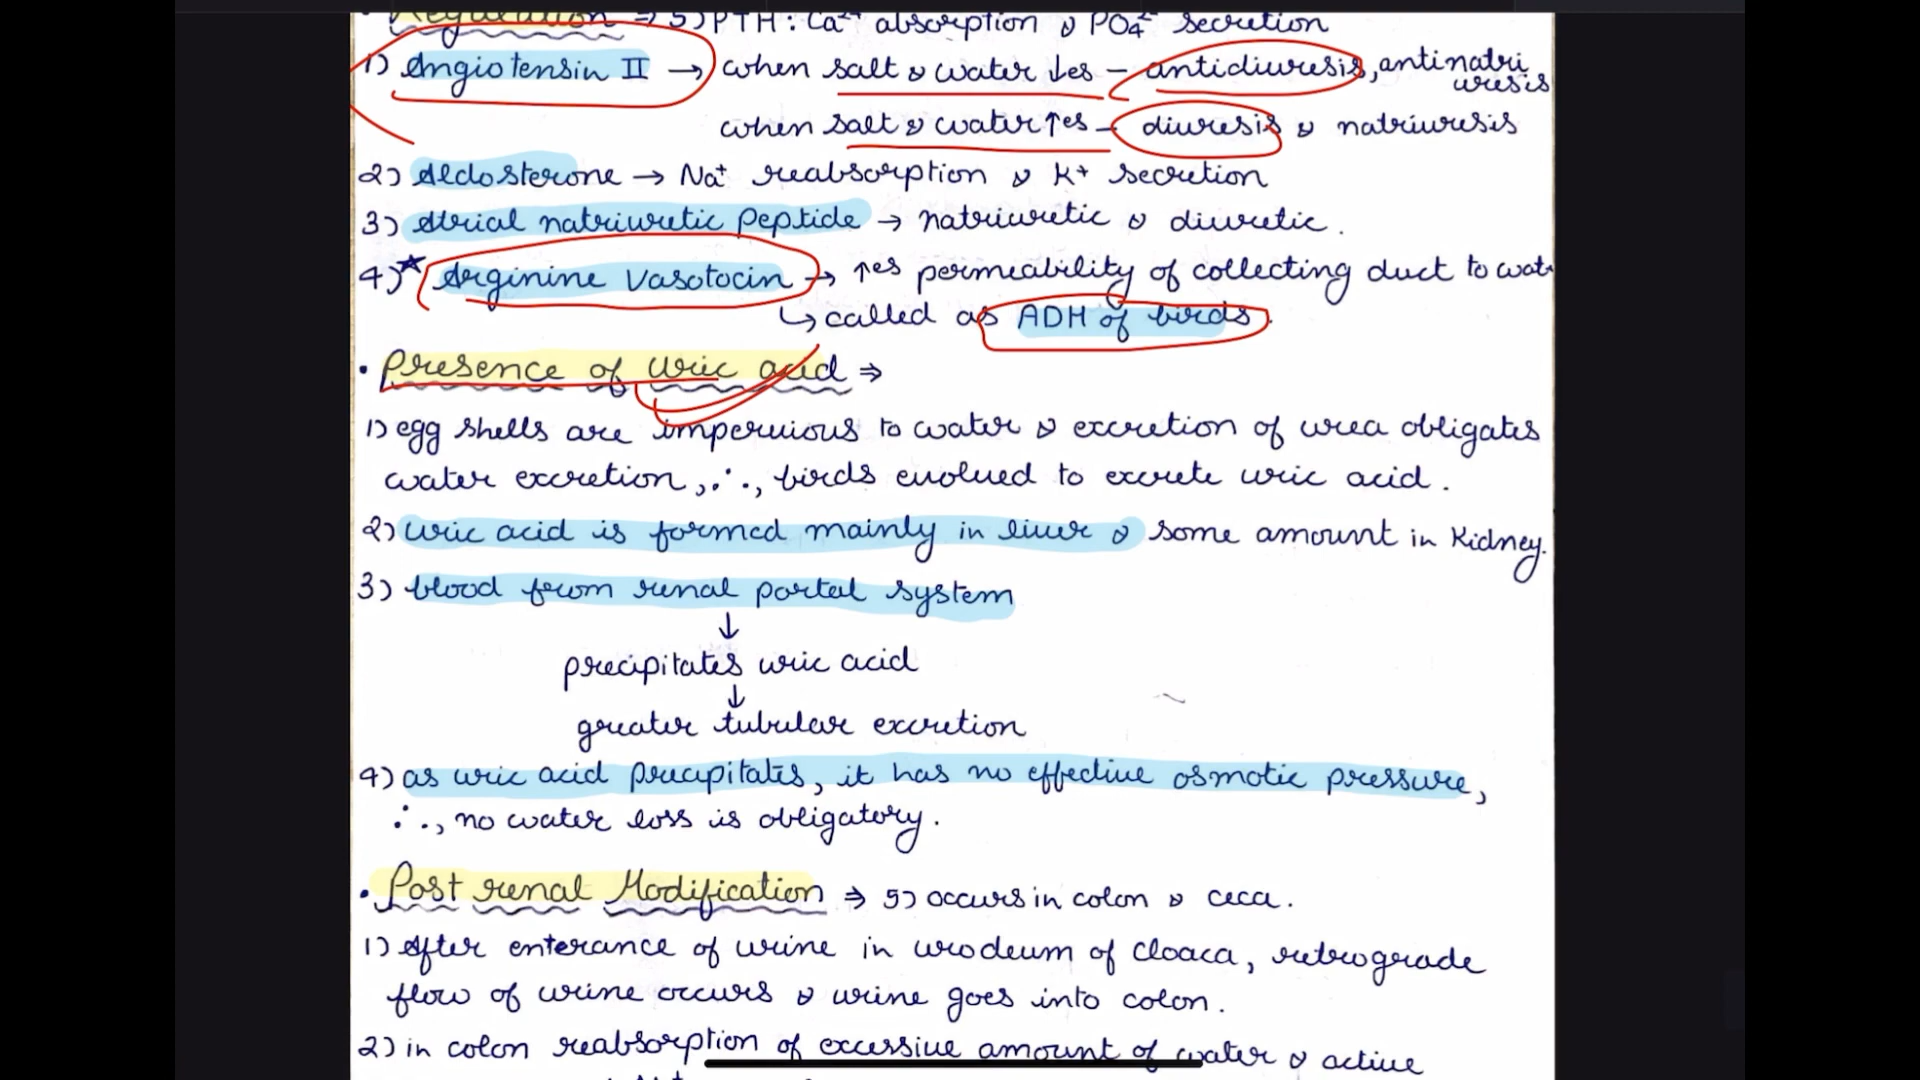 • Regulation ⇒ 5) PTH : Ca²⁺ absorption & PO₄²⁻ secretion
1) Angiotensin II → when salt & water ↓es – antidiuresis, antinatri
uresis
when salt & water ↑es – diuresis & natriuresis
2) Aldosterone → Na⁺ reabsorption & K⁺ secretion
3) Atrial natriuretic peptide → natriuretic & diuretic.
4)★ Arginine Vasotocin → ↑es permeability of collecting duct to wat
↳ called as ADH of birds.
• Presence of Uric acid ⇒
1) egg shells are impervious to water & excretion of urea obligates
water excretion, ∴, birds evolved to excrete uric acid.
2) uric acid is formed mainly in liver & some amount in Kidney.
3) blood from renal portal system
↓
precipitates uric acid
↓
greater tubular excretion
4) as uric acid precipitates, it has no effective osmotic pressure,
∴, no water loss is obligatory.
• Post renal Modification ⇒ 5) occurs in colon & ceca.
1) After enterance of urine in urodeum of Cloaca, retrograde
flow of urine occurs & urine goes into colon.
2) in colon reabsorption of excessive amount of water & active